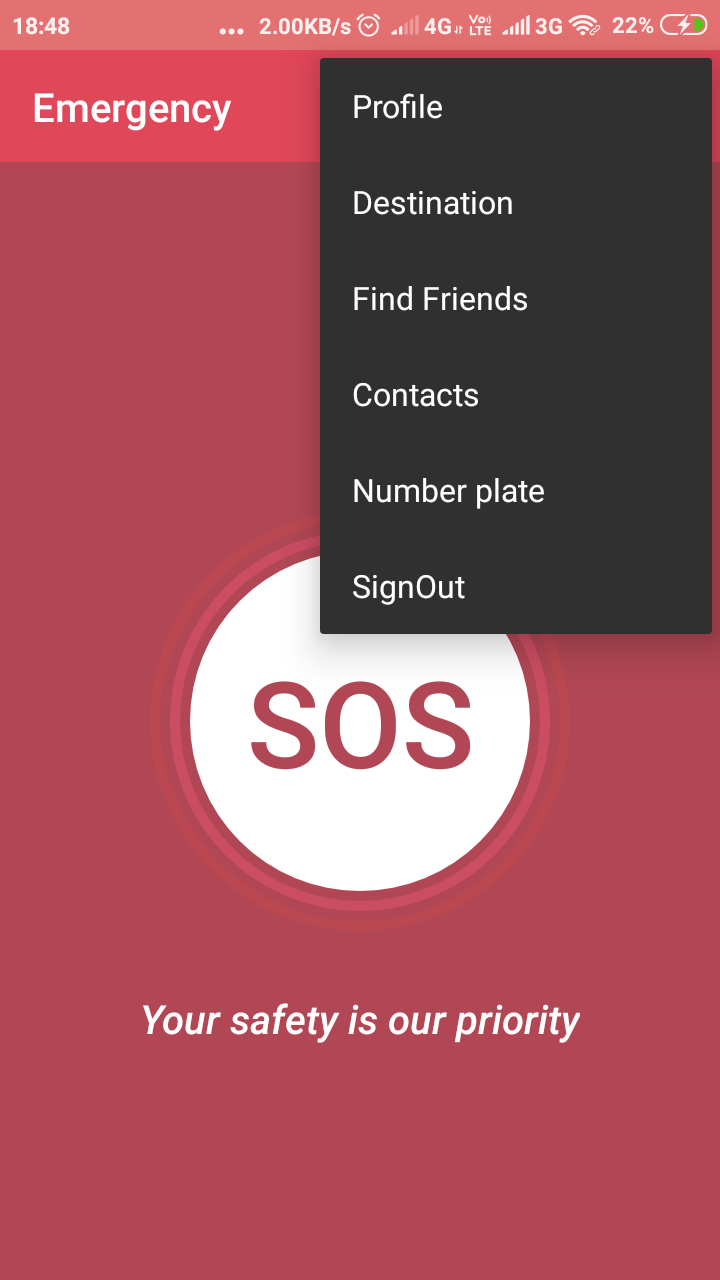 18:48 ... 2.00KB/s 4G Vo) LTE 3G 22%
Emergency
Profile
Destination
Find Friends
Contacts
Number plate
SignOut
SOS
Your safety is our priority